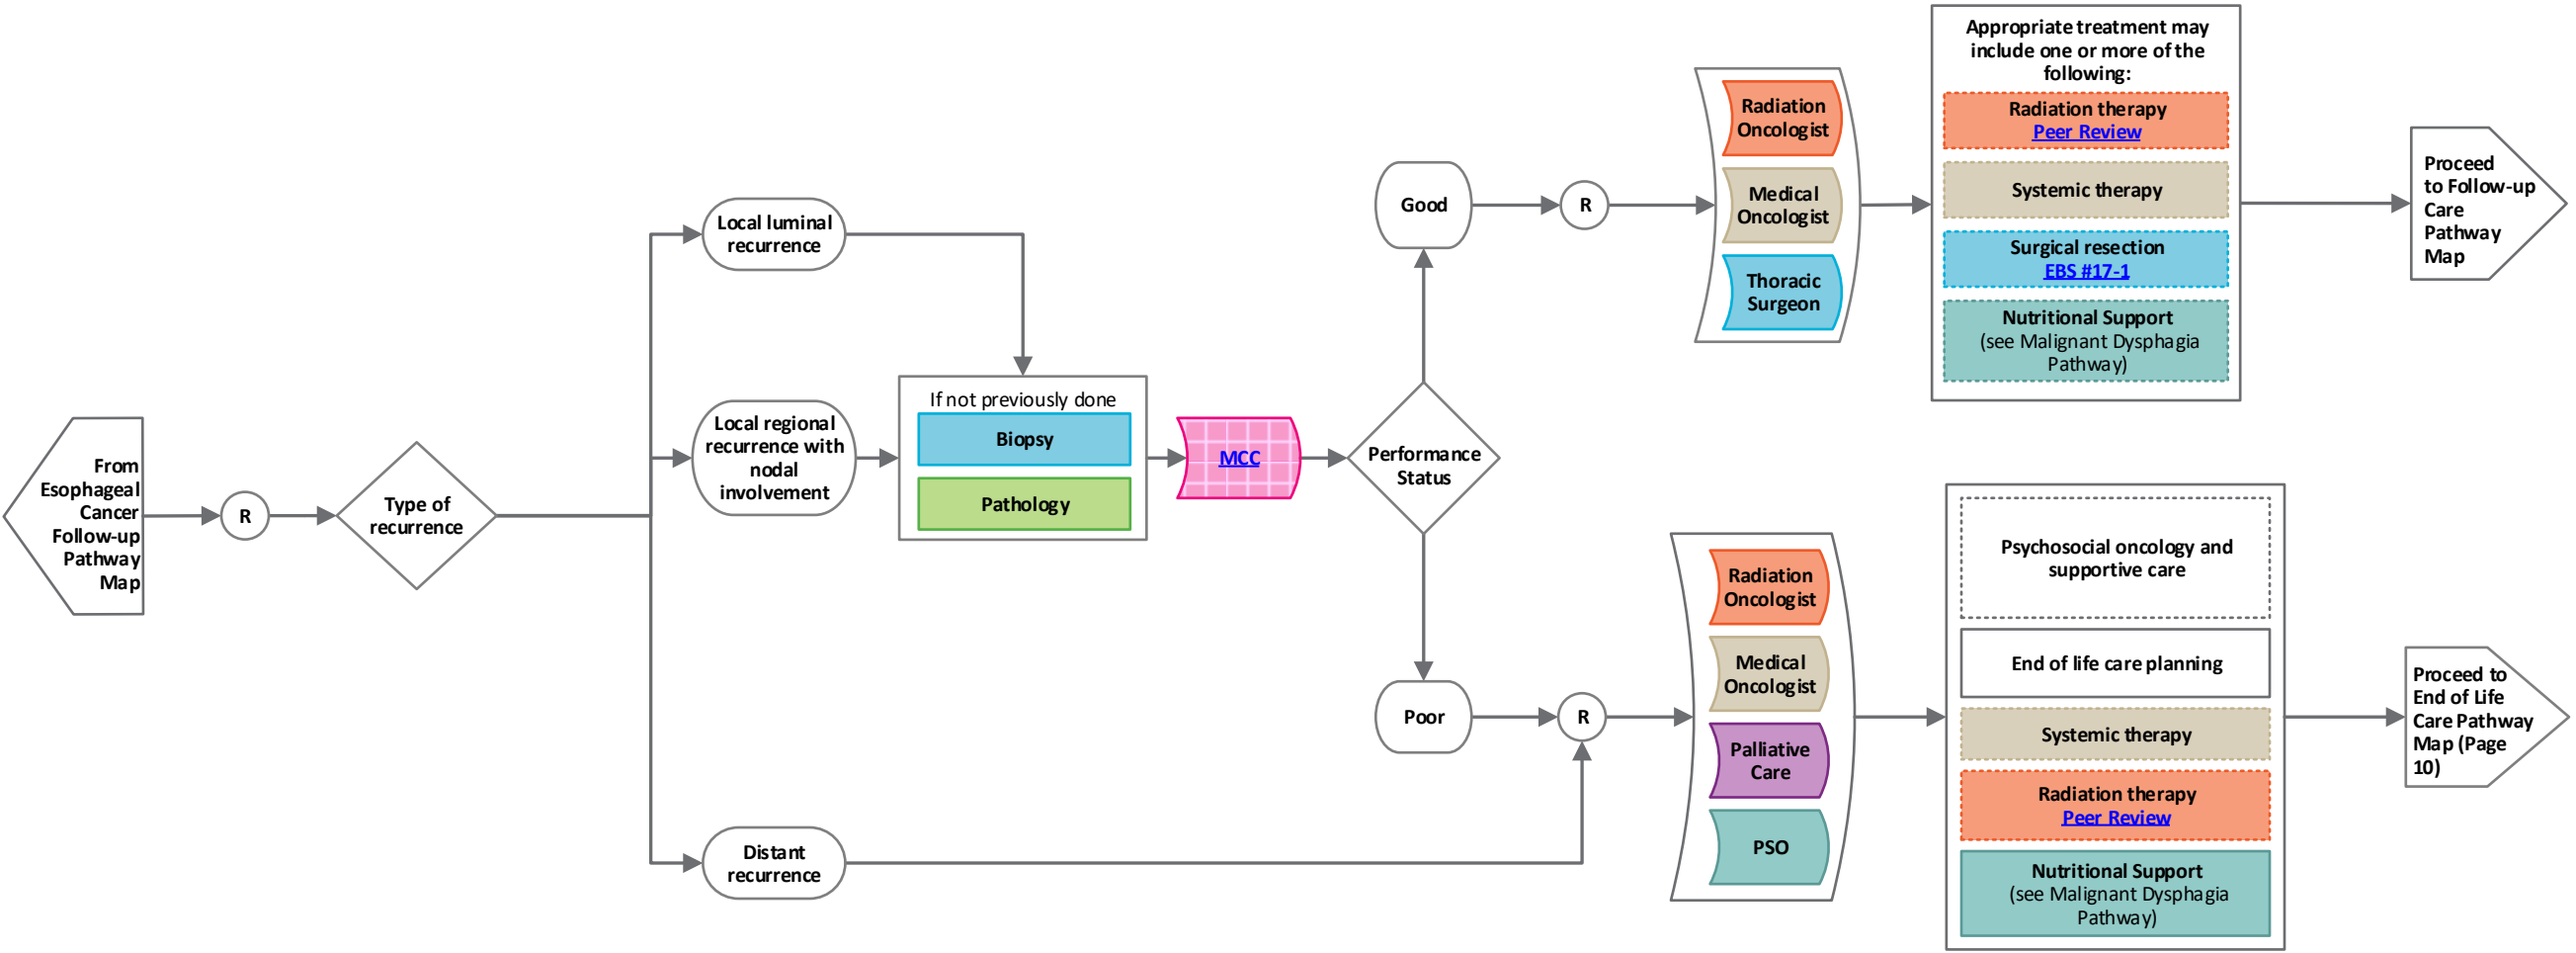 From
Esophageal
Cancer
Follow-up
Pathway
Map
R
Type of
recurrence
Local luminal
recurrence
Local regional
recurrence with
nodal
involvement
Distant
recurrence
If not previously done
Biopsy
Pathology
MCC
Performance
Status
Good
R
Radiation
Oncologist
Medical
Oncologist
Thoracic
Surgeon
Appropriate treatment may
include one or more of the
following:
Radiation therapy
Peer Review
Systemic therapy
Surgical resection
EBS #17-1
Nutritional Support
(see Malignant Dysphagia
Pathway)
Proceed
to Follow-up
Care
Pathway
Map
Poor
R
Radiation
Oncologist
Medical
Oncologist
Palliative
Care
PSO
Psychosocial oncology and
supportive care
End of life care planning
Systemic therapy
Radiation therapy
Peer Review
Nutritional Support
(see Malignant Dysphagia
Pathway)
Proceed to
End of Life
Care Pathway
Map (Page
10)